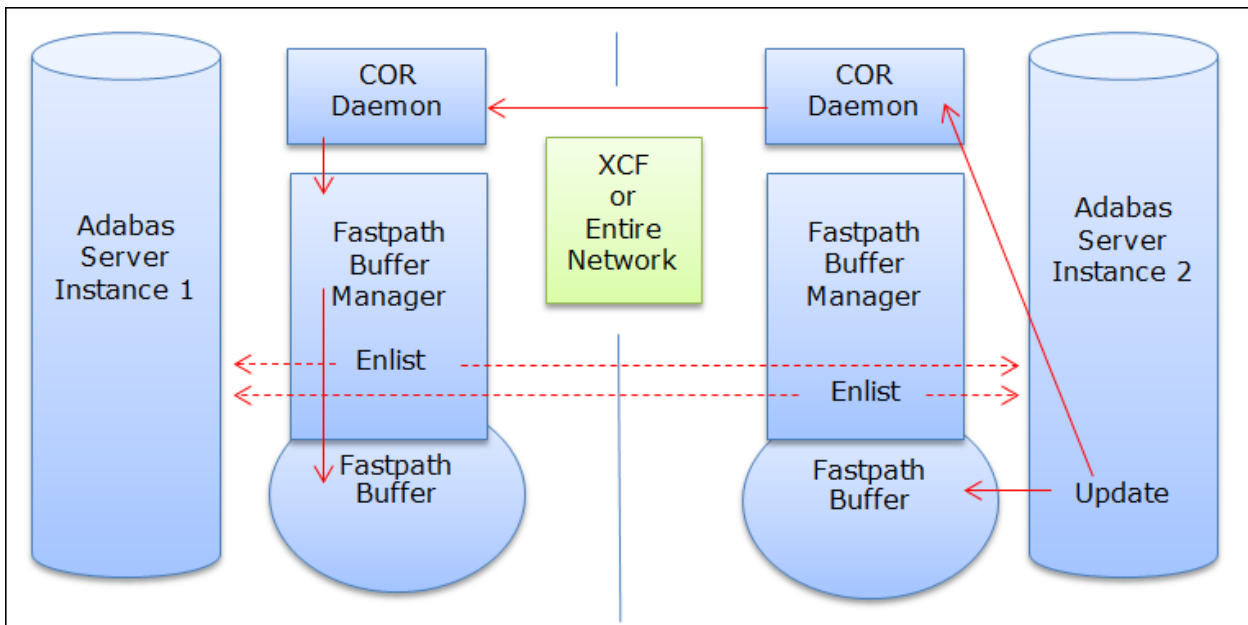 COR
Daemon
COR
Daemon
XCF
or
Entire
Network
Adabas
Server
Instance 1
Fastpath
Buffer
Manager
Enlist
Fastpath
Buffer
Fastpath
Buffer
Manager
Enlist
Fastpath
Buffer
Adabas
Server
Instance 2
Update